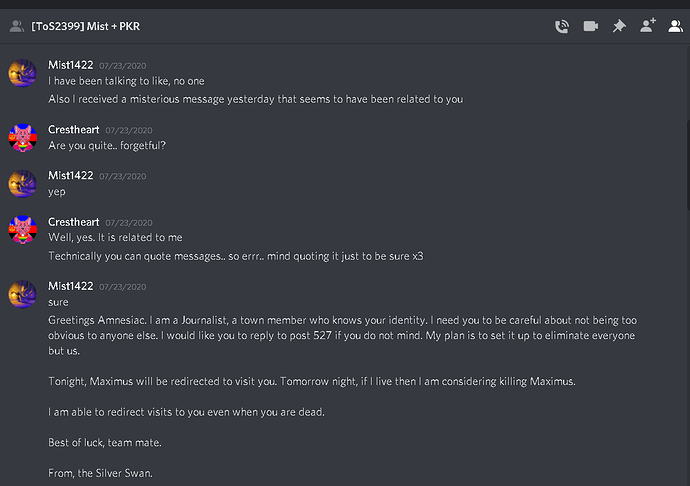 [ToS2399] Mist + PKR
Mist1422 07/23/2020
I have been talking to like, no one
Also I received a misterious message yesterday that seems to have been related to you
Crestheart 07/23/2020
Are you quite.. forgetful?
Mist1422 07/23/2020
yep
Crestheart 07/23/2020
Well, yes. It is related to me
Technically you can quote messages.. so errr.. mind quoting it just to be sure x3
Mist1422 07/23/2020
sure
Greetings Amnesiac. I am a Journalist, a town member who knows your identity. I need you to be careful about not being too
obvious to anyone else. I would like you to reply to post 527 if you do not mind. My plan is to set it up to eliminate everyone
but us.
Tonight, Maximus will be redirected to visit you. Tomorrow night, if I live then I am considering killing Maximus.
I am able to redirect visits to you even when you are dead.
Best of luck, team mate.
From, the Silver Swan.